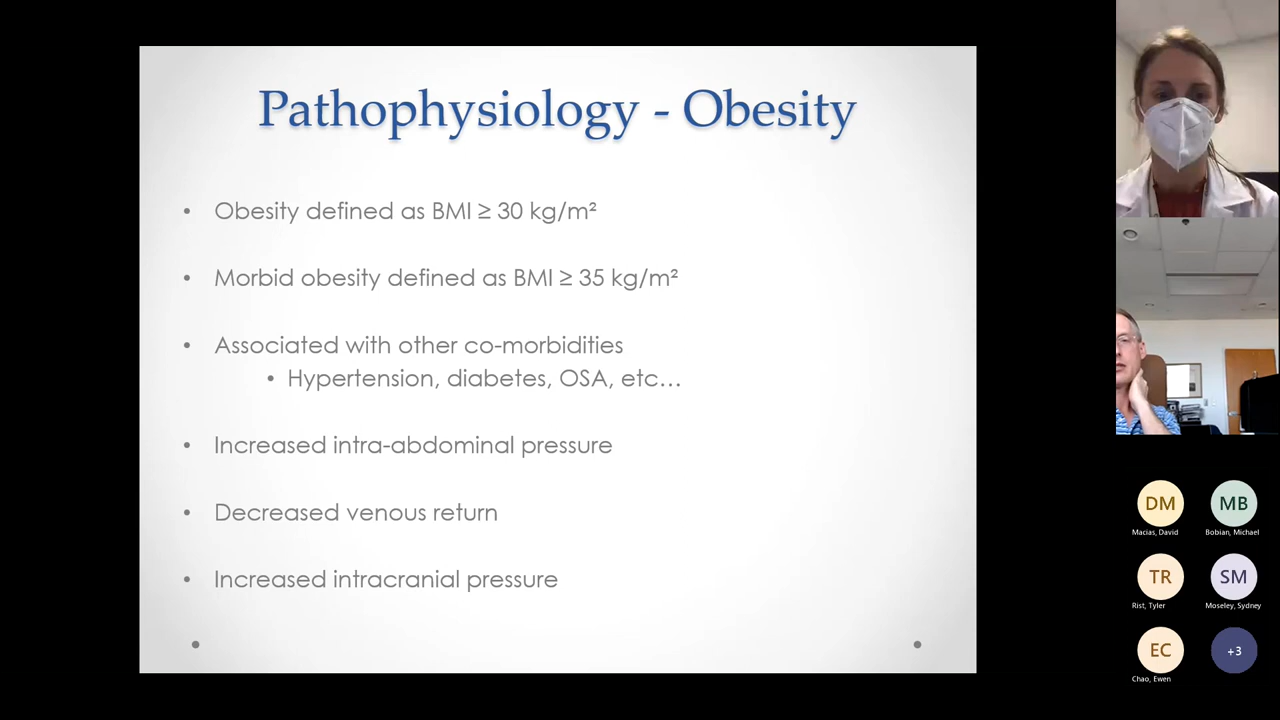 Pathophysiology - Obesity
• Obesity defined as BMI ≥ 30 kg/m²
• Morbid obesity defined as BMI ≥ 35 kg/m²
• Associated with other co-morbidities
• Hypertension, diabetes, OSA, etc…
• Increased intra-abdominal pressure
• Decreased venous return
• Increased intracranial pressure
DM MB
Macias, David Bobian, Michael
TR SM
Rist, Tyler Moseley, Sydney
EC +3
Chao, Ewen